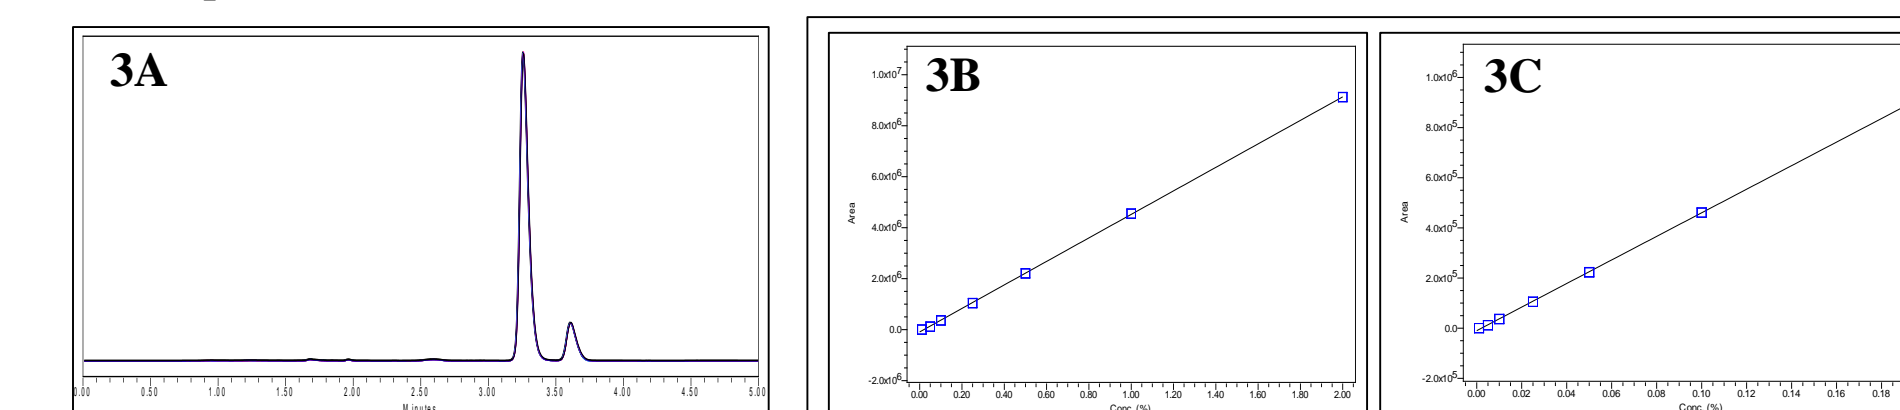 3A
0.00 0.50 1.00 1.50 2.00 2.50 3.00 3.50 4.00 4.50 5.00
Minutes
3B
1.0x10⁷
8.0x10⁶
6.0x10⁶
4.0x10⁶
2.0x10⁶
0.0
-2.0x10⁶
Area
0.00 0.20 0.40 0.60 0.80 1.00 1.20 1.40 1.60 1.80 2.00
Conc. (%)
3C
1.0x10⁶
8.0x10⁵
6.0x10⁵
4.0x10⁵
2.0x10⁵
0.0
-2.0x10⁵
Area
0.00 0.02 0.04 0.06 0.08 0.10 0.12 0.14 0.16 0.18
Conc. (%)